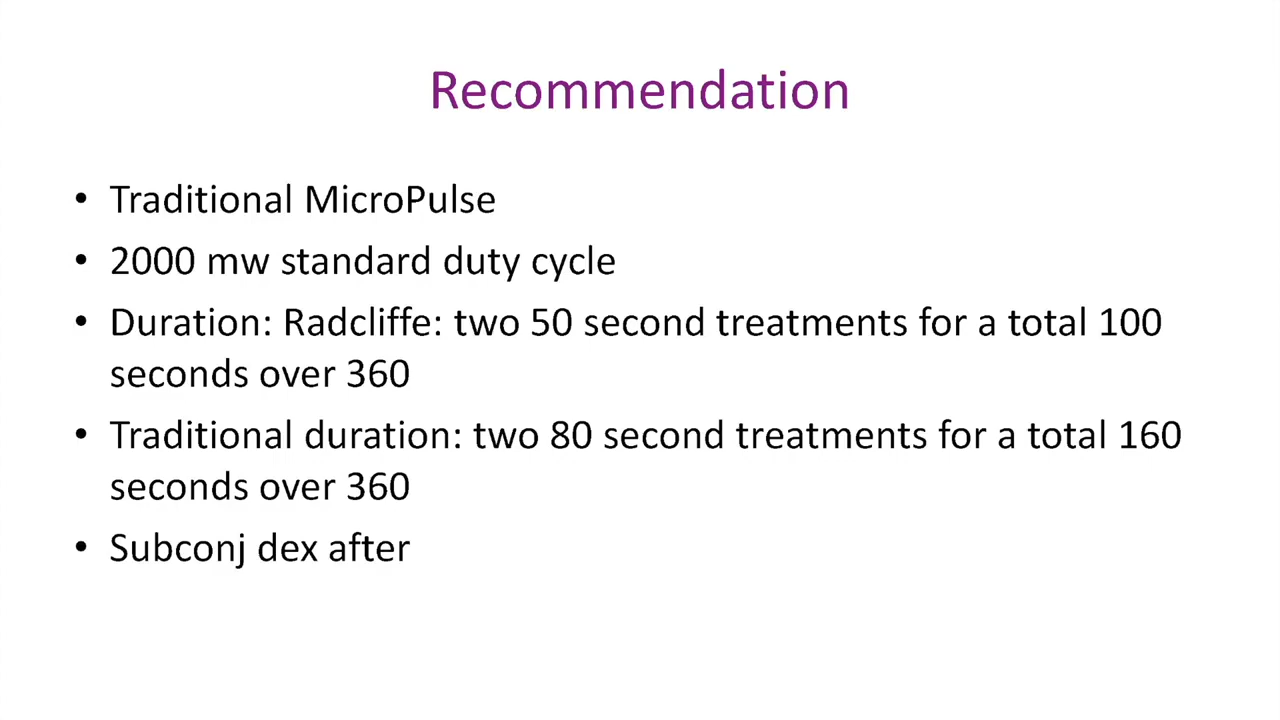 Recommendation
• Traditional MicroPulse
• 2000 mw standard duty cycle
• Duration: Radcliffe: two 50 second treatments for a total 100
seconds over 360
• Traditional duration: two 80 second treatments for a total 160
seconds over 360
• Subconj dex after